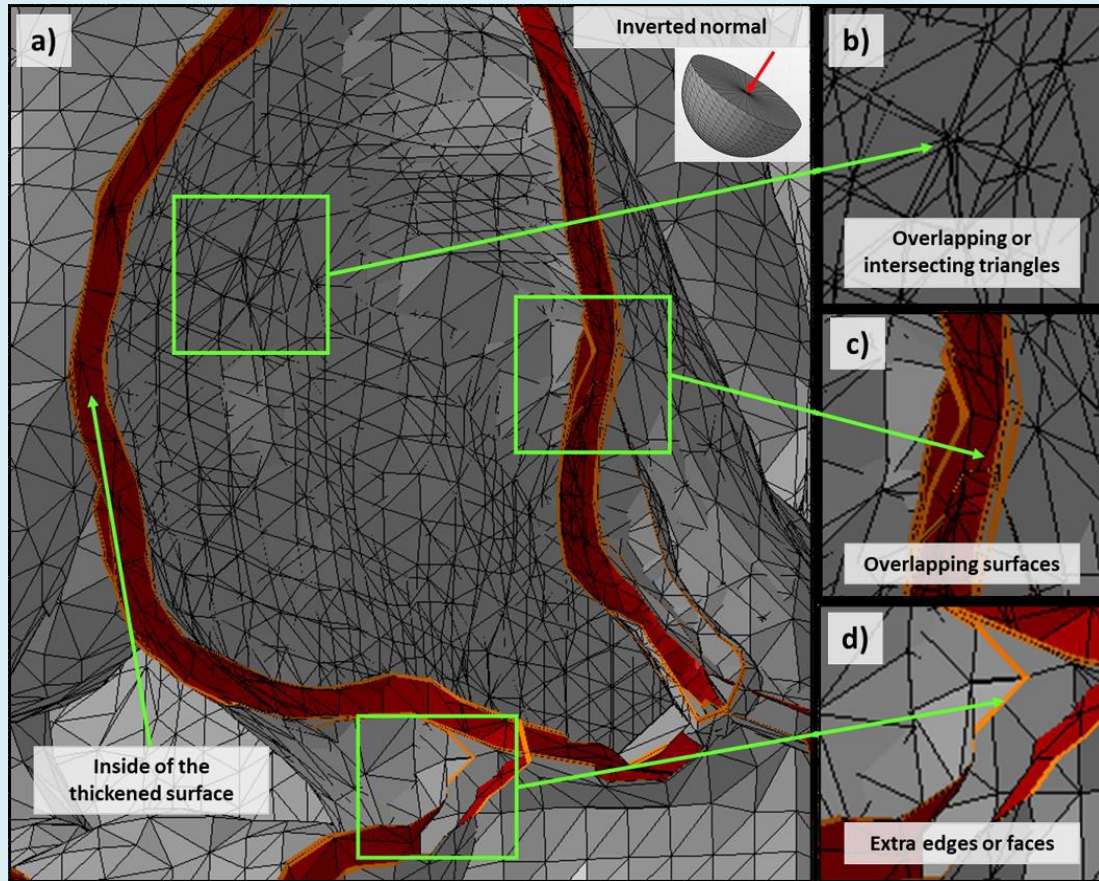 a)
Inverted normal
b)
Overlapping or
intersecting triangles
c)
Overlapping surfaces
d)
Inside of the
thickened surface
Extra edges or faces